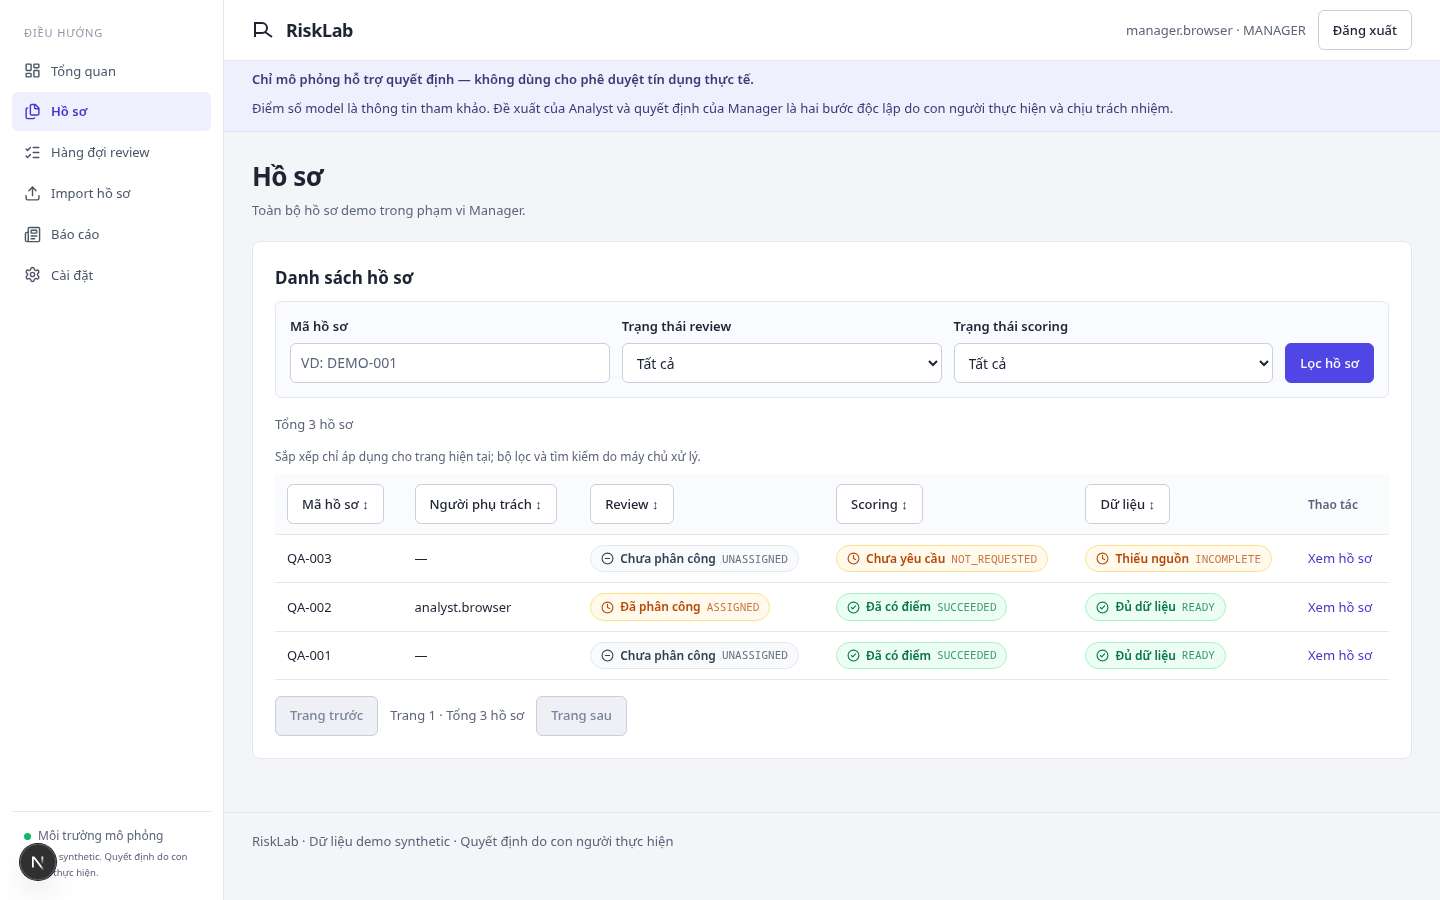 ĐIỀU HƯỚNG
Tổng quan
Hồ sơ
Hàng đợi review
Import hồ sơ
Báo cáo
Cài đặt
Môi trường mô phỏng
synthetic. Quyết định do con
thực hiện.
RiskLab
manager.browser · MANAGER
Đăng xuất
Chỉ mô phỏng hỗ trợ quyết định — không dùng cho phê duyệt tín dụng thực tế.
Điểm số model là thông tin tham khảo. Đề xuất của Analyst và quyết định của Manager là hai bước độc lập do con người thực hiện và chịu trách nhiệm.
Hồ sơ
Toàn bộ hồ sơ demo trong phạm vi Manager.
Danh sách hồ sơ
Mã hồ sơ Trạng thái review Trạng thái scoring
VD: DEMO-001 Tất cả Tất cả Lọc hồ sơ
Tổng 3 hồ sơ
Sắp xếp chỉ áp dụng cho trang hiện tại; bộ lọc và tìm kiếm do máy chủ xử lý.
Mã hồ sơ ↕ Người phụ trách ↕ Review ↕ Scoring ↕ Dữ liệu ↕ Thao tác
QA-003 — Chưa phân công UNASSIGNED Chưa yêu cầu NOT_REQUESTED Thiếu nguồn INCOMPLETE Xem hồ sơ
QA-002 analyst.browser Đã phân công ASSIGNED Đã có điểm SUCCEEDED Đủ dữ liệu READY Xem hồ sơ
QA-001 — Chưa phân công UNASSIGNED Đã có điểm SUCCEEDED Đủ dữ liệu READY Xem hồ sơ
Trang trước Trang 1 · Tổng 3 hồ sơ Trang sau
RiskLab · Dữ liệu demo synthetic · Quyết định do con người thực hiện